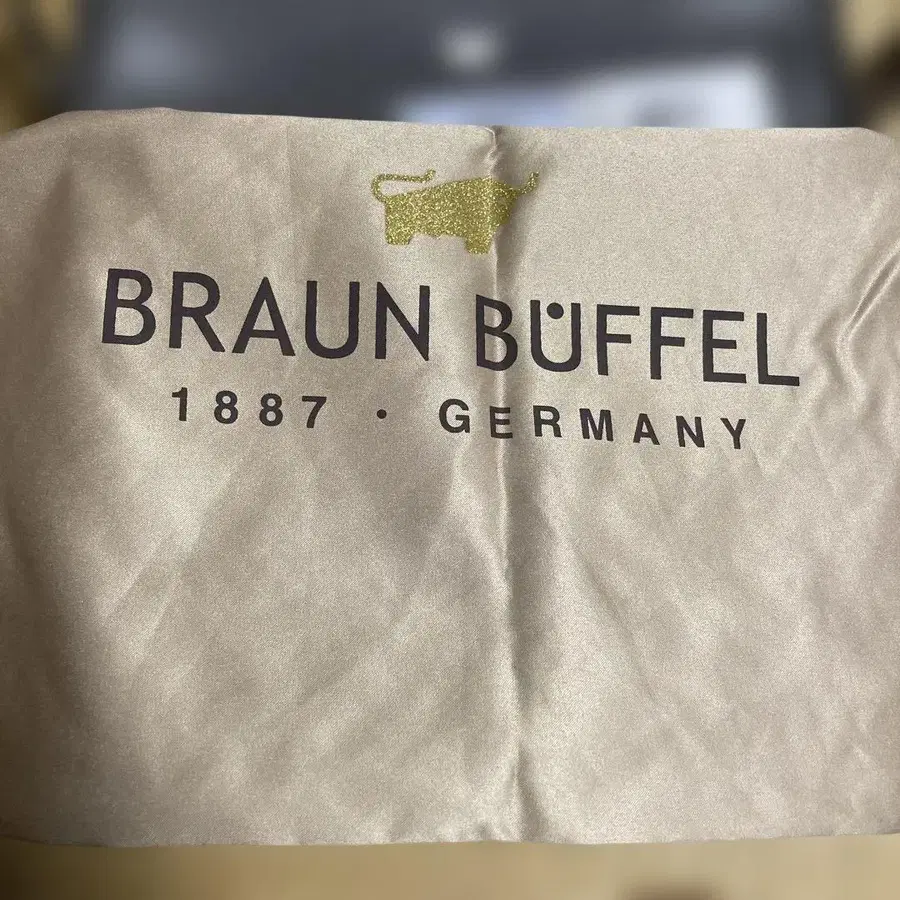 BRAUN BÜFFEL
1887 · GERMANY